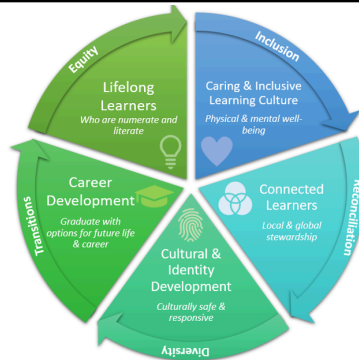 Equity
Lifelong
Learners
Who are numerate and
literate
Inclusion
Caring & Inclusive
Learning Culture
Physical & mental well-
being
Reconciliation
Connected
Learners
Local & global
stewardship
Diversity
Cultural &
Identity
Development
Culturally safe &
responsive
Transitions
Career
Development
Graduate with
options for future life
& career